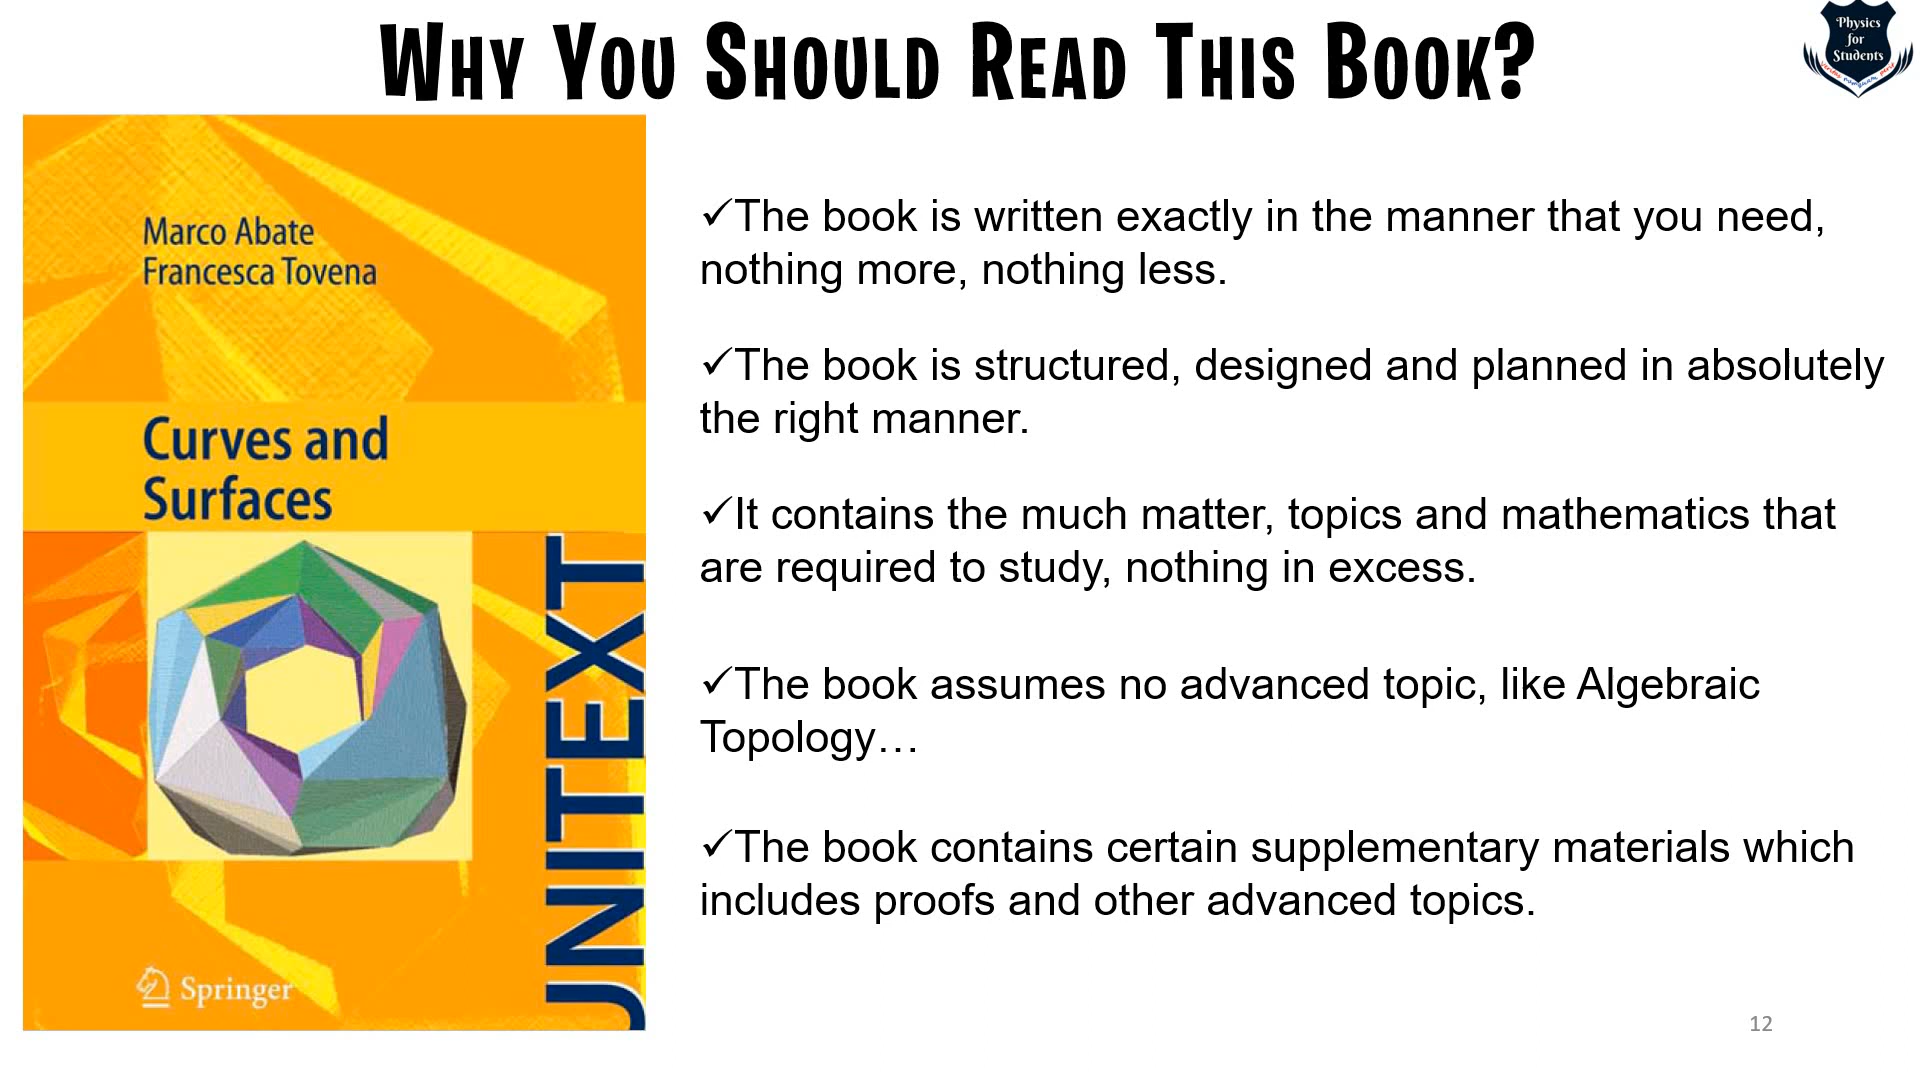 Why You Should Read This Book?
Physics
for
Students
Marco Abate
Francesca Tovena
Curves and
Surfaces
UNITEXT
Springer
✓The book is written exactly in the manner that you need,
nothing more, nothing less.
✓The book is structured, designed and planned in absolutely
the right manner.
✓It contains the much matter, topics and mathematics that
are required to study, nothing in excess.
✓The book assumes no advanced topic, like Algebraic
Topology…
✓The book contains certain supplementary materials which
includes proofs and other advanced topics.
12